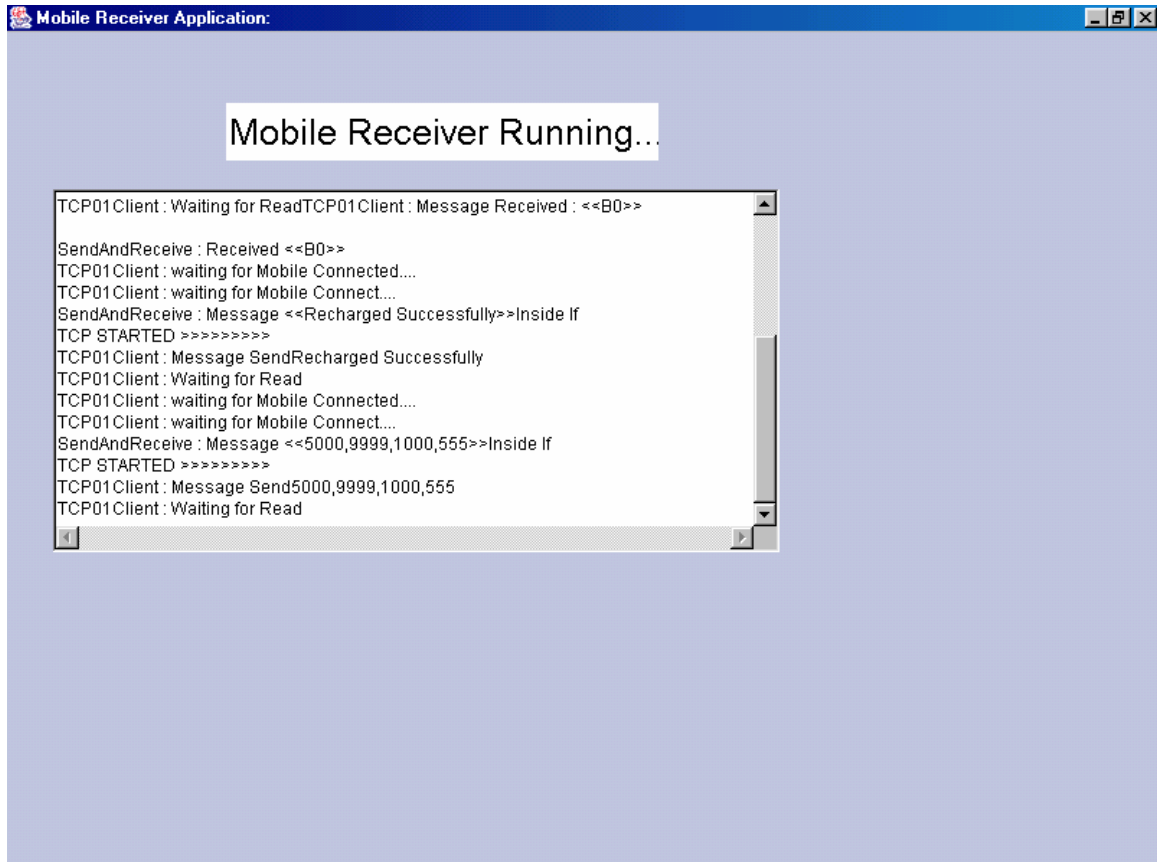 Mobile Receiver Application:
Mobile Receiver Running...
TCP01Client : Waiting for ReadTCP01Client : Message Received : <<B0>>
SendAndReceive : Received <<B0>>
TCP01Client : waiting for Mobile Connected....
TCP01Client : waiting for Mobile Connect....
SendAndReceive : Message <<Recharged Successfully>>Inside If
TCP STARTED >>>>>>>>>
TCP01Client : Message SendRecharged Successfully
TCP01Client : Waiting for Read
TCP01Client : waiting for Mobile Connected....
TCP01Client : waiting for Mobile Connect....
SendAndReceive : Message <<5000,9999,1000,555>>Inside If
TCP STARTED >>>>>>>>>
TCP01Client : Message Send5000,9999,1000,555
TCP01Client : Waiting for Read